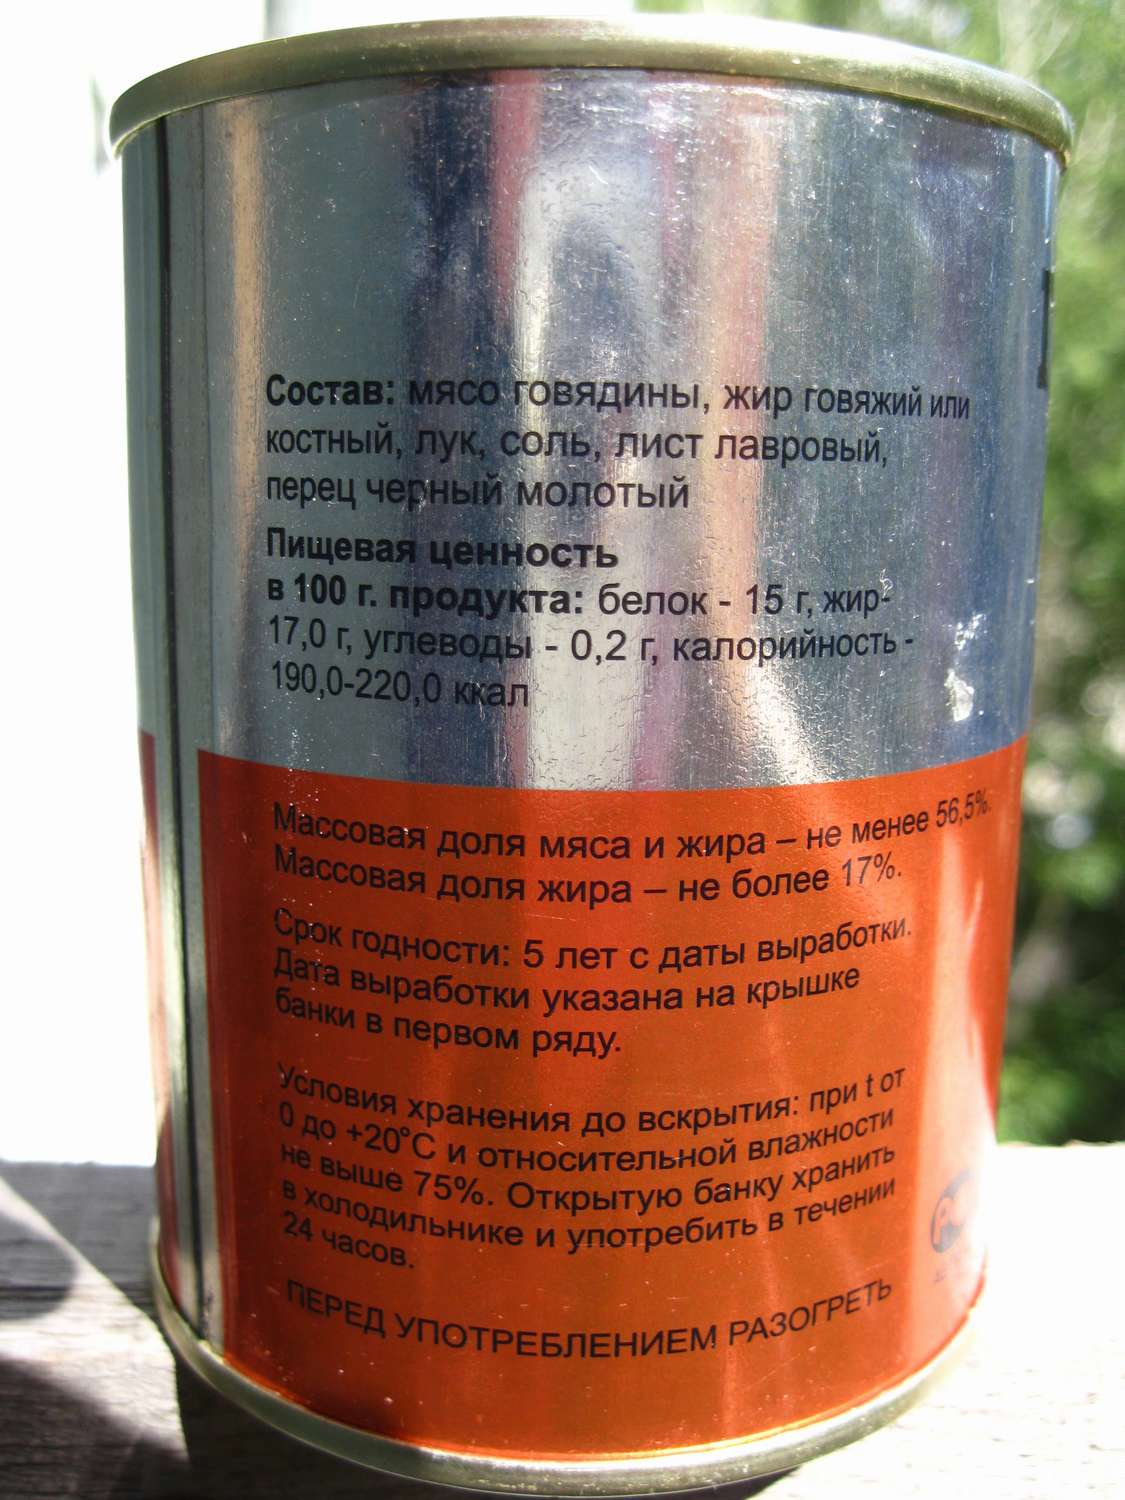 Состав: мясо говядины, жир говяжий или
костный, лук, соль, лист лавровый,
перец черный молотый
Пищевая ценность
в 100 г. продукта: белок - 15 г, жир-
17,0 г, углеводы - 0,2 г, калорийность -
190,0-220,0 ккал
Массовая доля мяса и жира – не менее 56,5%.
Массовая доля жира – не более 17%.
Срок годности: 5 лет с даты выработки.
Дата выработки указана на крышке
банки в первом ряду.
Условия хранения до вскрытия: при t от
0 до +20°С и относительной влажности
не выше 75%. Открытую банку хранить
в холодильнике и употребить в течении
24 часов.
ПЕРЕД УПОТРЕБЛЕНИЕМ РАЗОГРЕТЬ